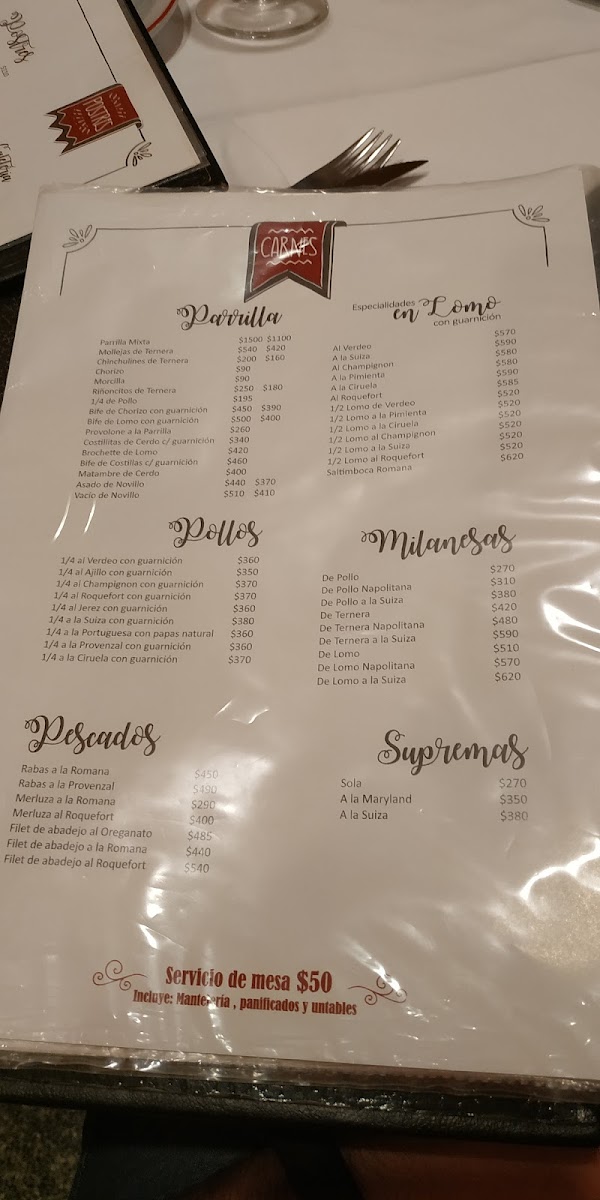 Postres
POSTRES
Cafetería
CARNES
Parrilla
Parrilla Mixta $1500 $1100
Mollejas de Ternera $540 $420
Chinchulines de Ternera $200 $160
Chorizo $90
Morcilla $90
Riñoncitos de Ternera $250 $180
1/4 de Pollo $195
Bife de Chorizo con guarnición $450 $390
Bife de Lomo con guarnición $500 $400
Provolone a la Parrilla $260
Costillitas de Cerdo c/ guarnición $340
Brochette de Lomo $420
Bife de Costillas c/ guarnición $460
Matambre de Cerdo $400
Asado de Novillo $440 $370
Vacio de Novillo $510 $410
Especialidades en Lomo
con guarnición
Al Verdeo $570
A la Suiza $590
Al Champignon $580
A la Pimienta $580
A la Ciruela $590
Al Roquefort $585
1/2 Lomo de Verdeo $520
1/2 Lomo a la Pimienta $520
1/2 Lomo a la Ciruela $520
1/2 Lomo al Champignon $520
1/2 Lomo a la Suiza $520
1/2 Lomo al Roquefort $520
Saltimboca Romana $620
Pollos
1/4 al Verdeo con guarnición $360
1/4 al Ajillo con guarnición $350
1/4 al Champignon con guarnición $370
1/4 al Roquefort con guarnición $370
1/4 al Jerez con guarnición $360
1/4 a la Suiza con guarnición $380
1/4 a la Portuguesa con papas natural $360
1/4 a la Provenzal con guarnición $360
1/4 a la Ciruela con guarnición $370
Milanesas
De Pollo $270
De Pollo Napolitana $310
De Pollo a la Suiza $380
De Ternera $420
De Ternera Napolitana $480
De Ternera a la Suiza $590
De Lomo $510
De Lomo Napolitana $570
De Lomo a la Suiza $620
Pescados
Rabas a la Romana $450
Rabas a la Provenzal $490
Merluza a la Romana $290
Merluza al Roquefort $400
Filet de abadejo al Oreganato $485
Filet de abadejo a la Romana $440
Filet de abadejo al Roquefort $540
Supremas
Sola $270
A la Maryland $350
A la Suiza $380
Servicio de mesa $50
Incluye: Mantelería , panificados y untables